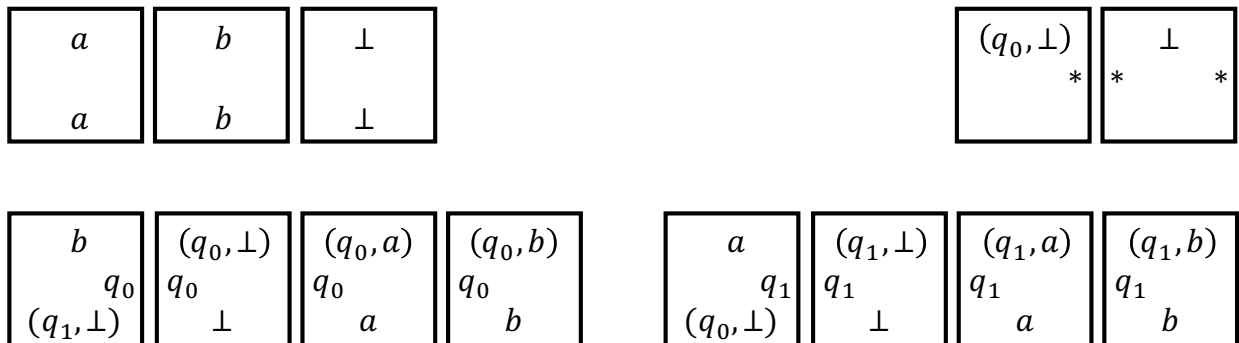 a b ⊥ (q₀,⊥) ⊥
* * *
a b ⊥
b (q₀,⊥) (q₀,a) (q₀,b) a (q₁,⊥) (q₁,a) (q₁,b)
q₀ q₀ q₀ q₀ q₁ q₁ q₁ q₁
(q₁,⊥) ⊥ a b (q₀,⊥) ⊥ a b